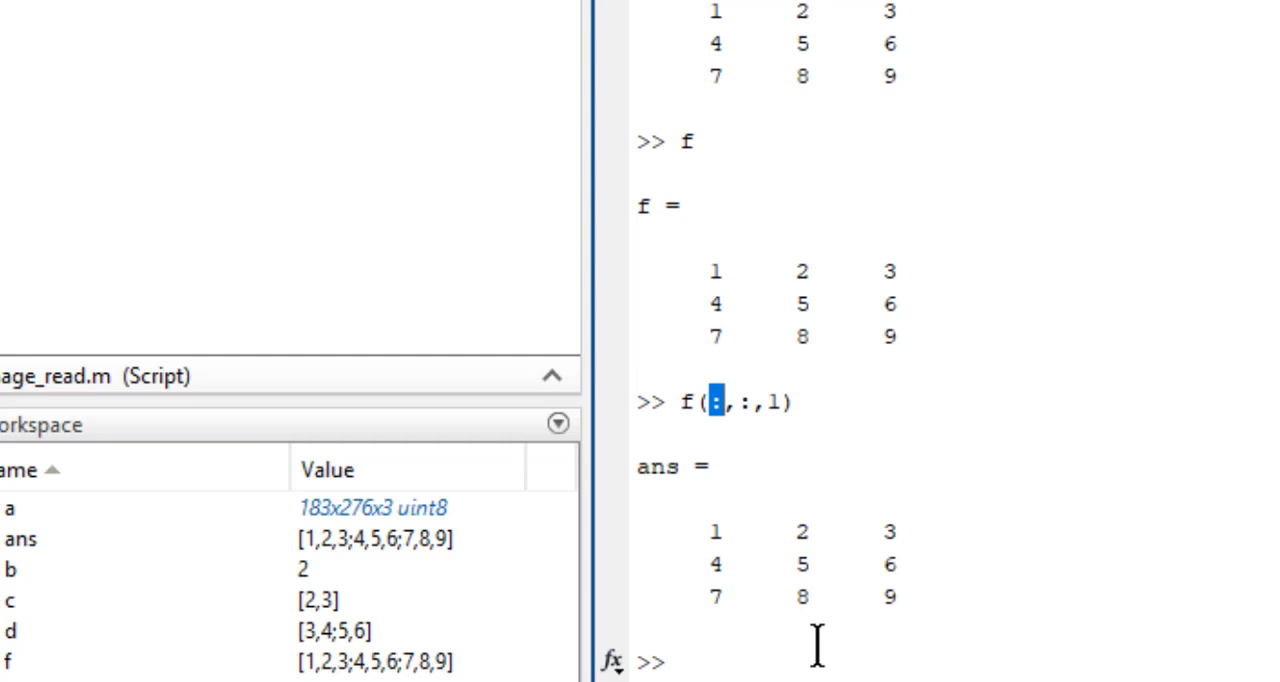 age_read.m (Script)
orkspace
ame Value
a 183x276x3 uint8
ans [1,2,3;4,5,6;7,8,9]
b 2
c [2,3]
d [3,4;5,6]
f [1,2,3;4,5,6;7,8,9]
1 2 3
4 5 6
7 8 9
>> f
f =
1 2 3
4 5 6
7 8 9
>> f(:,:,1)
ans =
1 2 3
4 5 6
7 8 9
fx >>